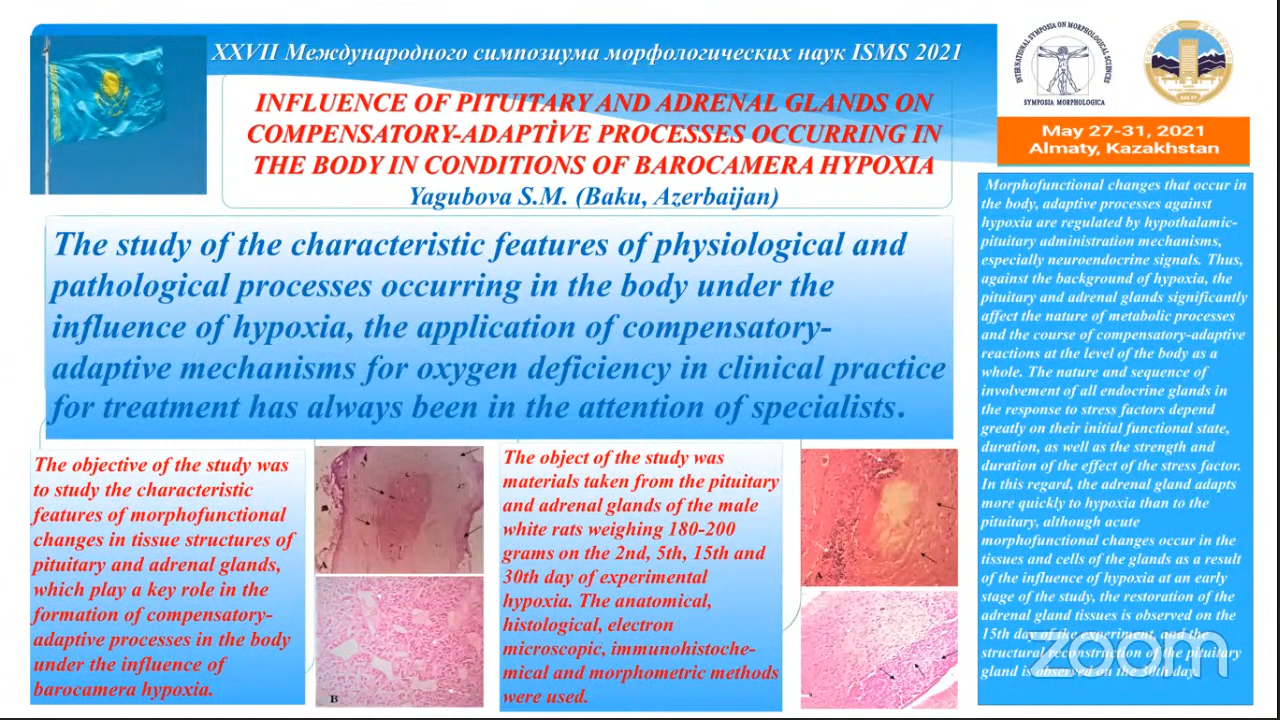 XXVII Международного симпозиума морфологических наук ISMS 2021
INFLUENCE OF PITUITARY AND ADRENAL GLANDS ON
COMPENSATORY-ADAPTİVE PROCESSES OCCURRING IN
THE BODY IN CONDITIONS OF BAROCAMERA HYPOXIA
Yagubova S.M. (Baku, Azerbaijan)
INTERNATIONAL SYMPOSIA ON MORPHOLOGICAL SCIENCES
SYMPOSIA MORPHOLOGICA
May 27-31, 2021
Almaty, Kazakhstan
The study of the characteristic features of physiological and
pathological processes occurring in the body under the
influence of hypoxia, the application of compensatory-
adaptive mechanisms for oxygen deficiency in clinical practice
for treatment has always been in the attention of specialists.
The objective of the study was
to study the characteristic
features of morphofunctional
changes in tissue structures of
pituitary and adrenal glands,
which play a key role in the
formation of compensatory-
adaptive processes in the body
under the influence of
barocamera hypoxia.
A
B
The object of the study was
materials taken from the pituitary
and adrenal glands of the male
white rats weighing 180-200
grams on the 2nd, 5th, 15th and
30th day of experimental
hypoxia. The anatomical,
histological, electron
microscopic, immunohistoche-
mical and morphometric methods
were used.
A
Morphofunctional changes that occur in
the body, adaptive processes against
hypoxia are regulated by hypothalamic-
pituitary administration mechanisms,
especially neuroendocrine signals. Thus,
against the background of hypoxia, the
pituitary and adrenal glands significantly
affect the nature of metabolic processes
and the course of compensatory-adaptive
reactions at the level of the body as a
whole. The nature and sequence of
involvement of all endocrine glands in
the response to stress factors depend
greatly on their initial functional state,
duration, as well as the strength and
duration of the effect of the stress factor.
In this regard, the adrenal gland adapts
more quickly to hypoxia than to the
pituitary, although acute
morphofunctional changes occur in the
tissues and cells of the glands as a result
of the influence of hypoxia at an early
stage of the study, the restoration of the
adrenal gland tissues is observed on the
15th day of the experiment, and the
structural reconstruction of the pituitary
gland is observed on the 30th day.
zoom